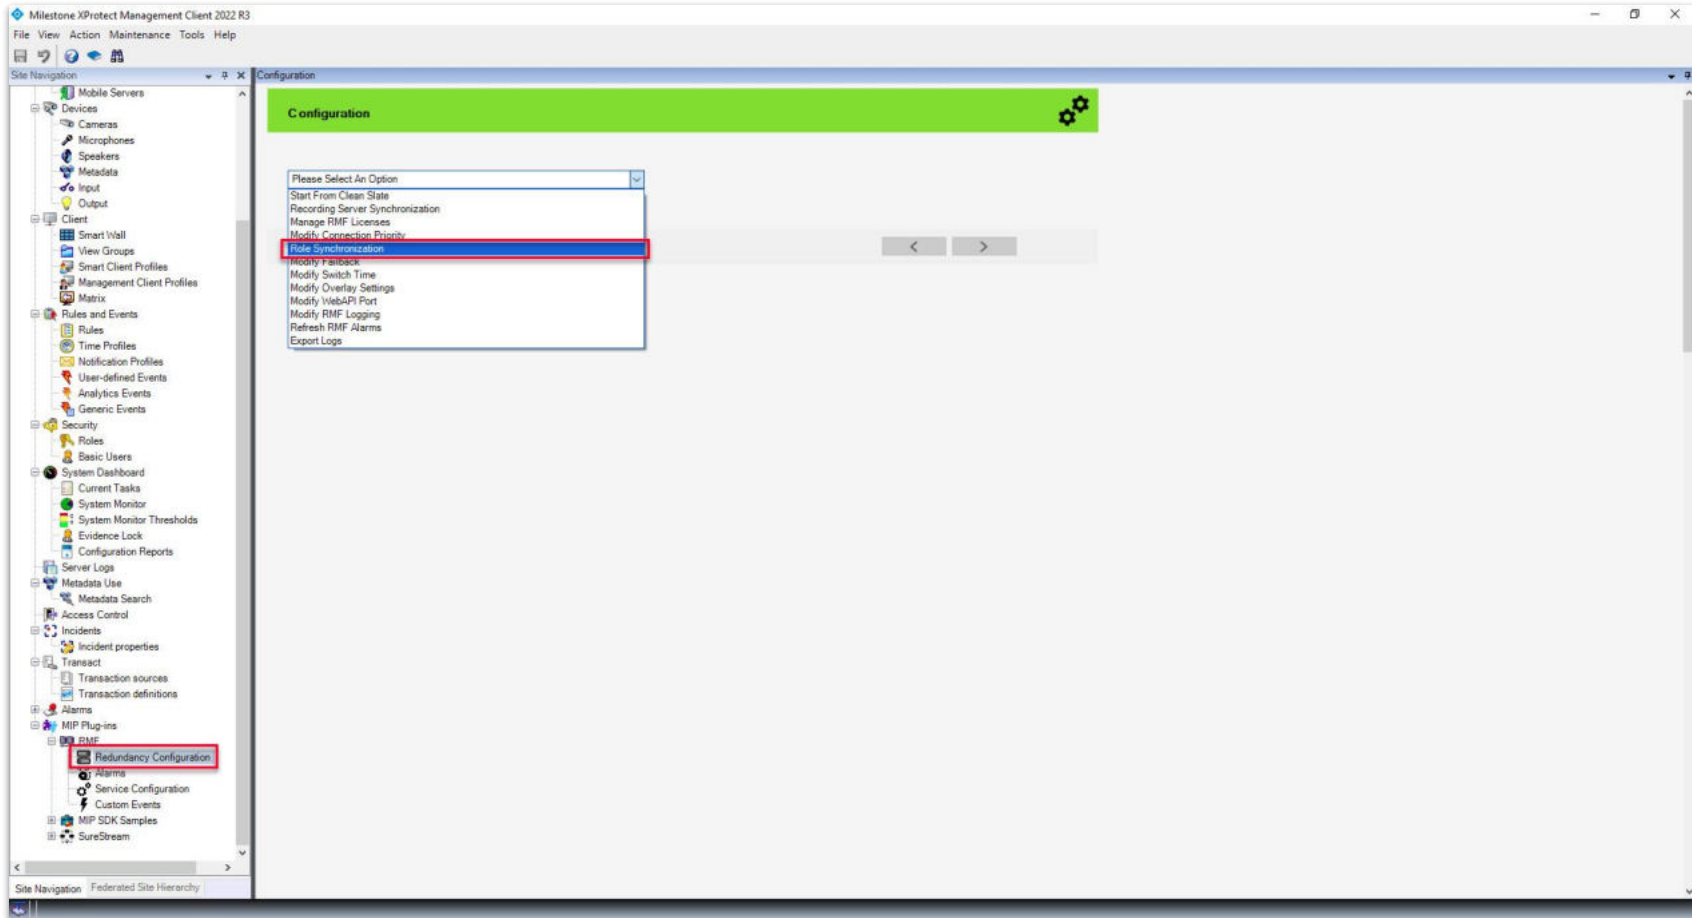 Milestone XProtect Management Client 2022 R3
File View Action Maintenance Tools Help
Site Navigation
Mobile Servers
Devices
Cameras
Microphones
Speakers
Metadata
Input
Output
Client
Smart Wall
View Groups
Smart Client Profiles
Management Client Profiles
Matrix
Rules and Events
Rules
Time Profiles
Notification Profiles
User-defined Events
Analytics Events
Generic Events
Security
Roles
Basic Users
System Dashboard
Current Tasks
System Monitor
System Monitor Thresholds
Evidence Lock
Configuration Reports
Server Logs
Metadata Use
Metadata Search
Access Control
Incidents
Incident properties
Transact
Transaction sources
Transaction definitions
Alarms
MIP Plug-ins
RMF
Redundancy Configuration
Alarms
Service Configuration
Custom Events
MIP SDK Samples
SureStream
Site Navigation Federated Site Hierarchy
Configuration
Configuration
Please Select An Option
Start From Clean Slate
Recording Server Synchronization
Manage RMF Licenses
Modify Connection Priority
Role Synchronization
Modify Failback
Modify Switch Time
Modify Overlay Settings
Modify WebAPI Port
Modify RMF Logging
Refresh RMF Alarms
Export Logs
< >